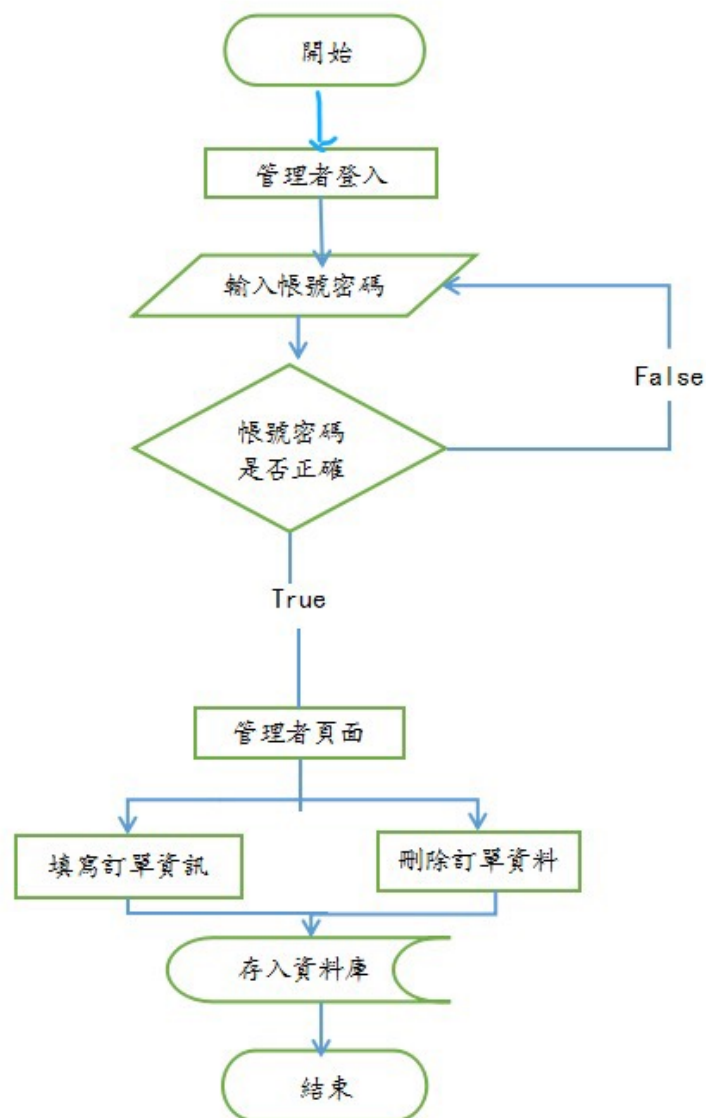 開始
管理者登入
輸入帳號密碼
False
帳號密碼
是否正確
True
管理者頁面
填寫訂單資訊
刪除訂單資料
存入資料庫
結束